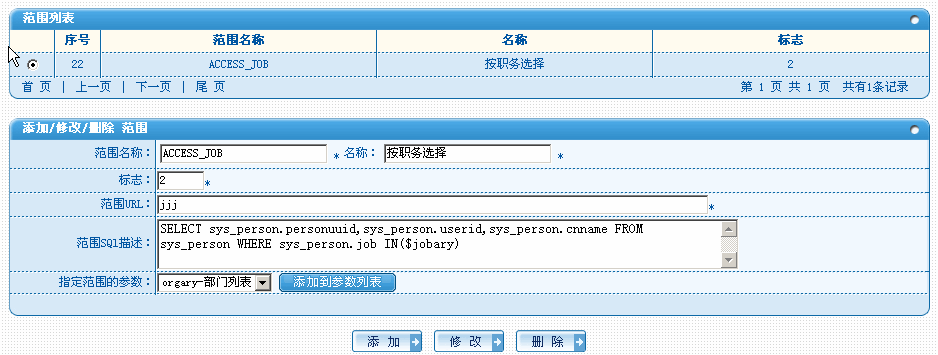 范围列表
序号 范围名称 名称 标志
22 ACCESS_JOB 按职务选择 2
首 页 | 上一页 | 下一页 | 尾 页 第 1 页 共 1 页 共有1条记录
添加/修改/删除 范围
范围名称： ACCESS_JOB * 名称： 按职务选择 *
标志： 2 *
范围URL： jjj *
范围SQl描述： SELECT sys_person.personuuid,sys_person.userid,sys_person.cnname FROM
sys_person WHERE sys_person.job IN($jobary)
指定范围的参数： orgary-部门列表 添加到参数列表
添 加 修 改 删 除